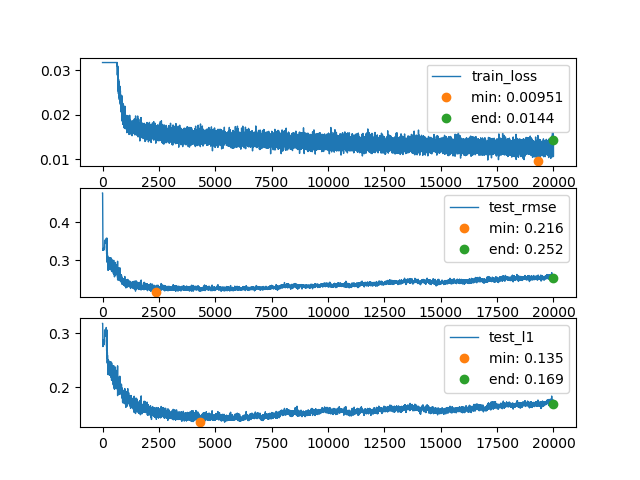 0.03
0.02
0.01
train_loss
min: 0.00951
end: 0.0144
0 2500 5000 7500 10000 12500 15000 17500 20000
0.4
0.3
test_rmse
min: 0.216
end: 0.252
0 2500 5000 7500 10000 12500 15000 17500 20000
0.3
0.2
test_l1
min: 0.135
end: 0.169
0 2500 5000 7500 10000 12500 15000 17500 20000